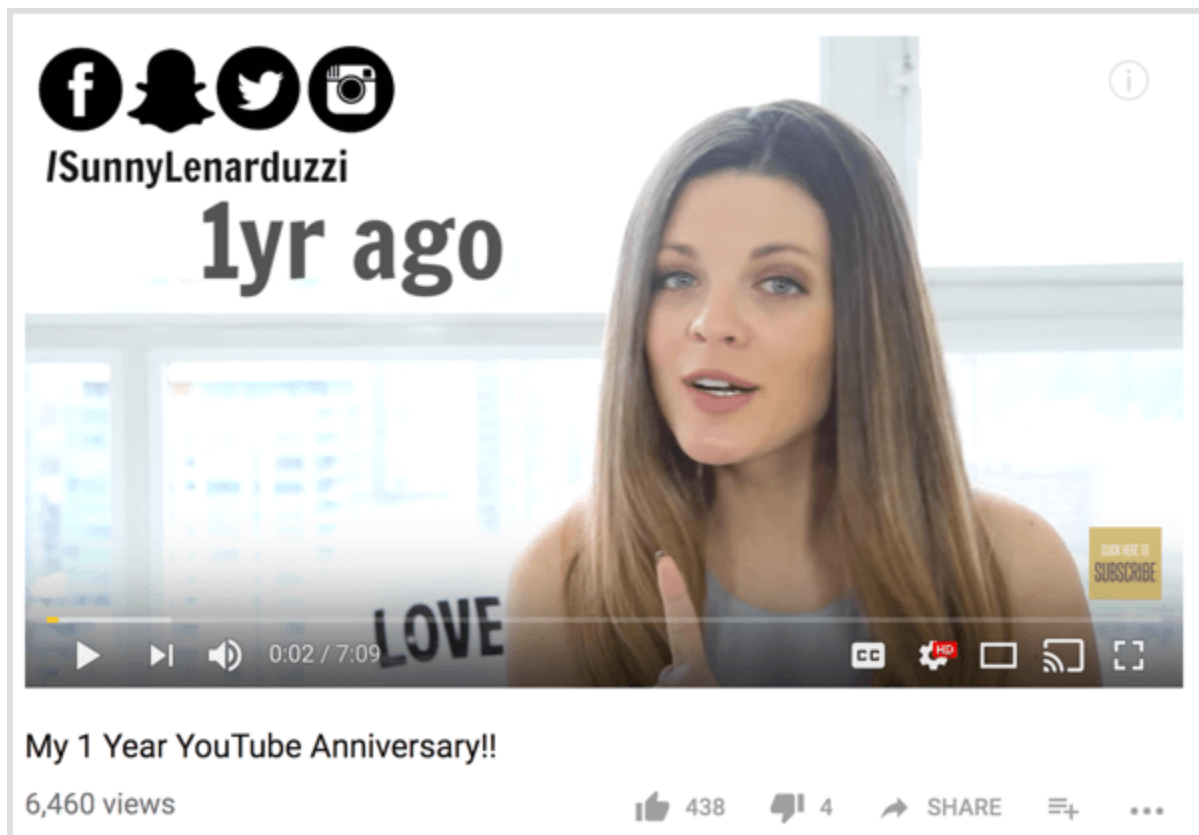 /SunnyLenarduzzi
1yr ago
CLICK HERE TO
SUBSCRIBE
LOVE
0:02 / 7:09
CC
HD
My 1 Year YouTube Anniversary!!
6,460 views
438
4
SHARE